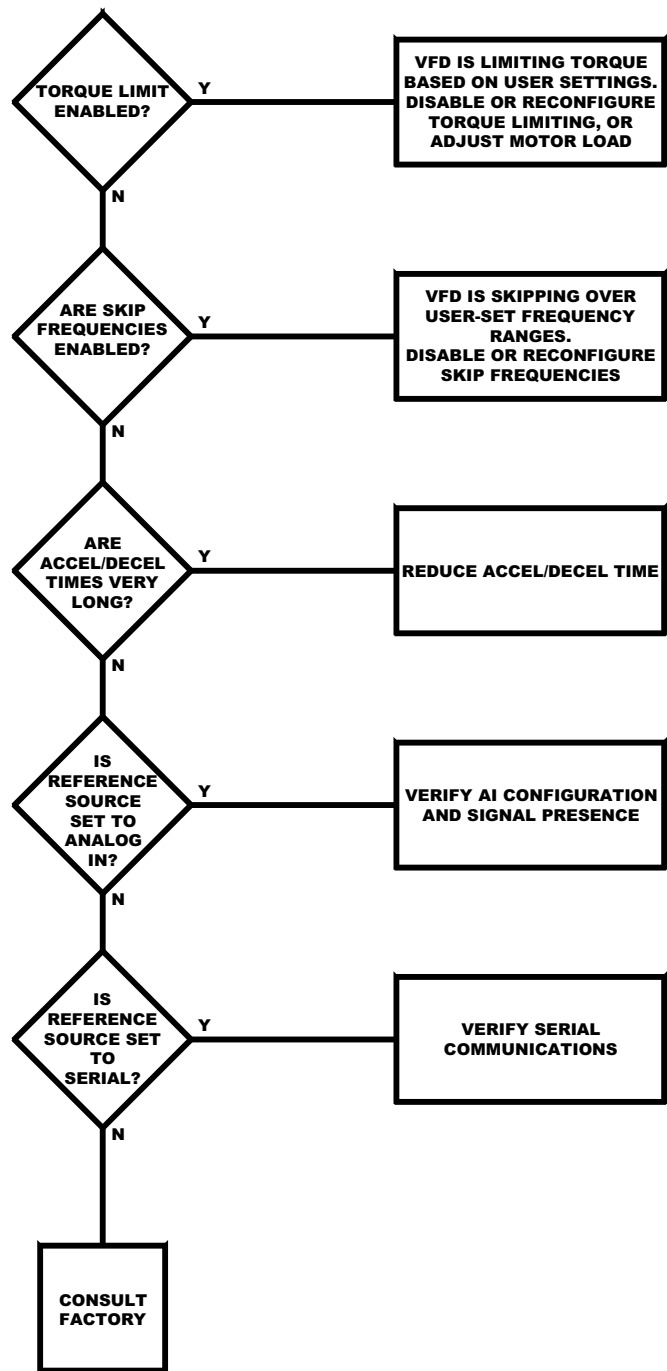 TORQUE LIMIT
ENABLED?
Y
VFD IS LIMITING TORQUE
BASED ON USER SETTINGS.
DISABLE OR RECONFIGURE
TORQUE LIMITING, OR
ADJUST MOTOR LOAD
N
ARE SKIP
FREQUENCIES
ENABLED?
Y
VFD IS SKIPPING OVER
USER-SET FREQUENCY
RANGES.
DISABLE OR RECONFIGURE
SKIP FREQUENCIES
N
ARE
ACCEL/DECEL
TIMES VERY
LONG?
Y
REDUCE ACCEL/DECEL TIME
N
IS
REFERENCE
SOURCE
SET TO
ANALOG
IN?
Y
VERIFY AI CONFIGURATION
AND SIGNAL PRESENCE
N
IS
REFERENCE
SOURCE SET
TO
SERIAL?
Y
VERIFY SERIAL
COMMUNICATIONS
N
CONSULT
FACTORY